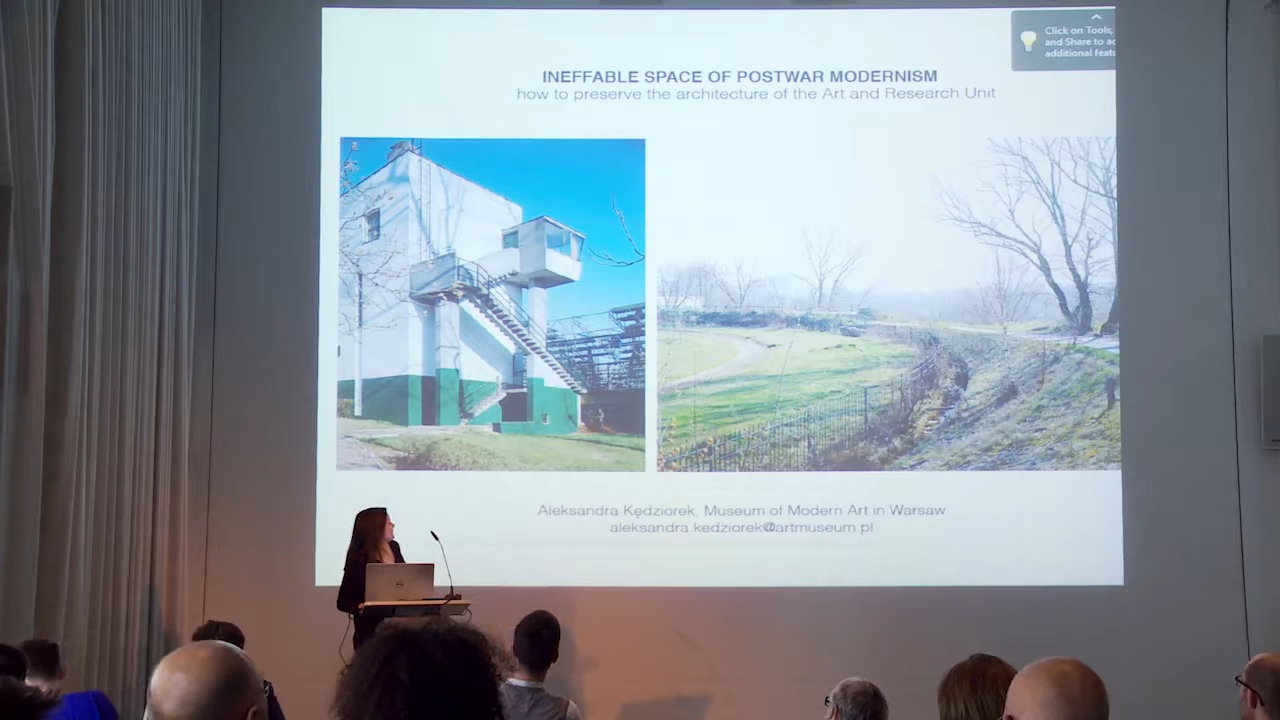 Click on Tools,
and Share to
additional
INEFFABLE SPACE OF POSTWAR MODERNISM
how to preserve the architecture of the Art and Research Unit
Aleksandra Kędziorek, Museum of Modern Art in Warsaw
aleksandra.kedziorek@artmuseum.pl